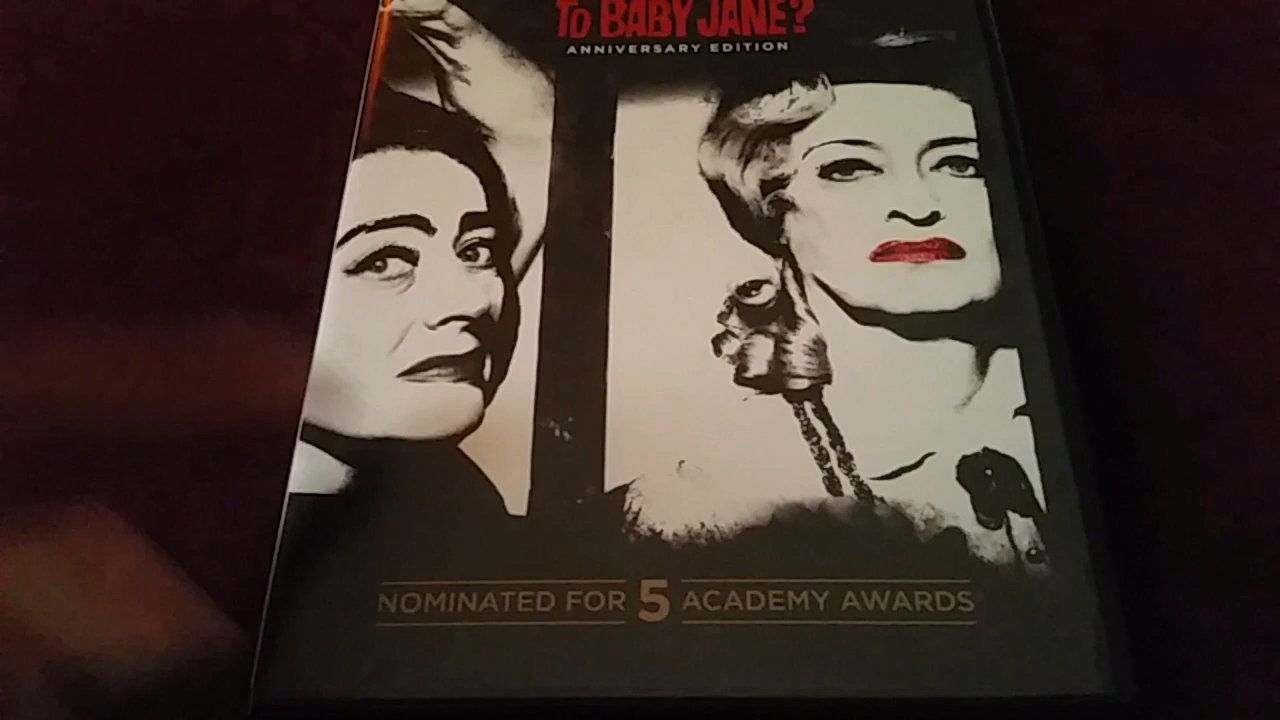 TO BABY JANE?
ANNIVERSARY EDITION
NOMINATED FOR 5 ACADEMY AWARDS